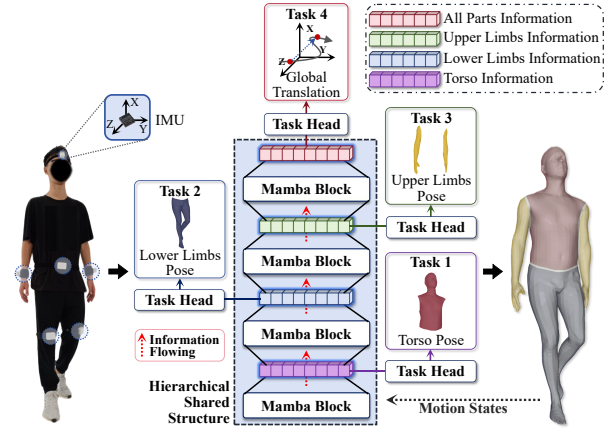 Task 4
X
Y
Z
Global
Translation
All Parts Information
Upper Limbs Information
Lower Limbs Information
Torso Information
X
Z
Y
IMU
Task Head
Task 3
Upper Limbs
Pose
Task 2
Lower Limbs
Pose
Mamba Block
Task Head
Mamba Block
Task 1
Torso Pose
Task Head
Mamba Block
Information
Flowing
Mamba Block
Task Head
Hierarchical
Shared
Structure
Mamba Block
Motion States